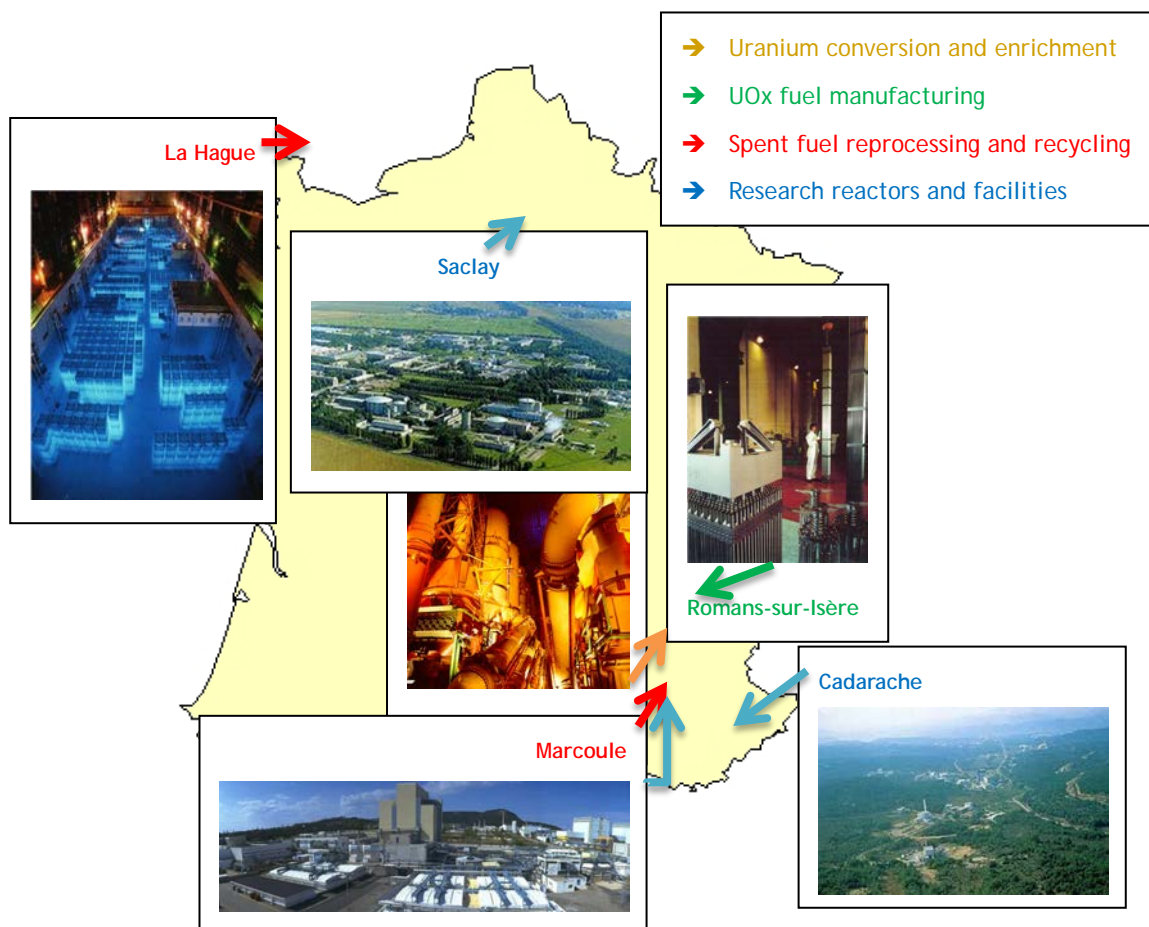 ➔ Uranium conversion and enrichment
➔ UOx fuel manufacturing
➔ Spent fuel reprocessing and recycling
➔ Research reactors and facilities
La Hague
Saclay
Romans-sur-Isère
Cadarache
Marcoule